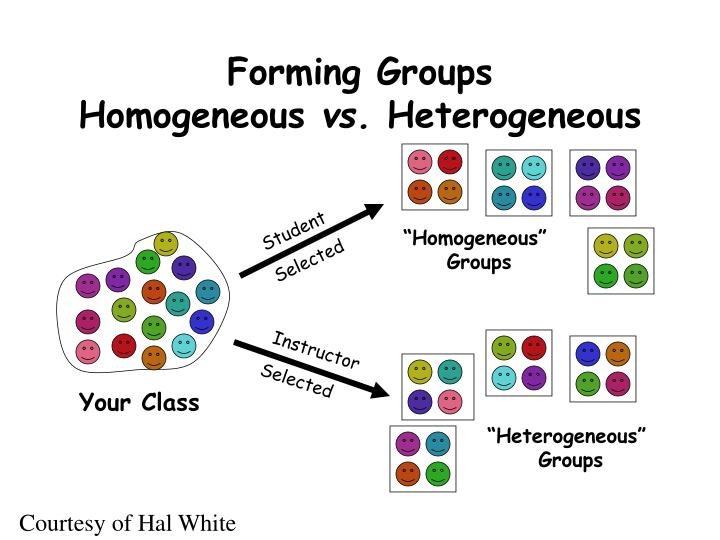 Forming Groups
Homogeneous vs. Heterogeneous
Student
Selected
“Homogeneous”
Groups
Instructor
Selected
Your Class
“Heterogeneous”
Groups
Courtesy of Hal White